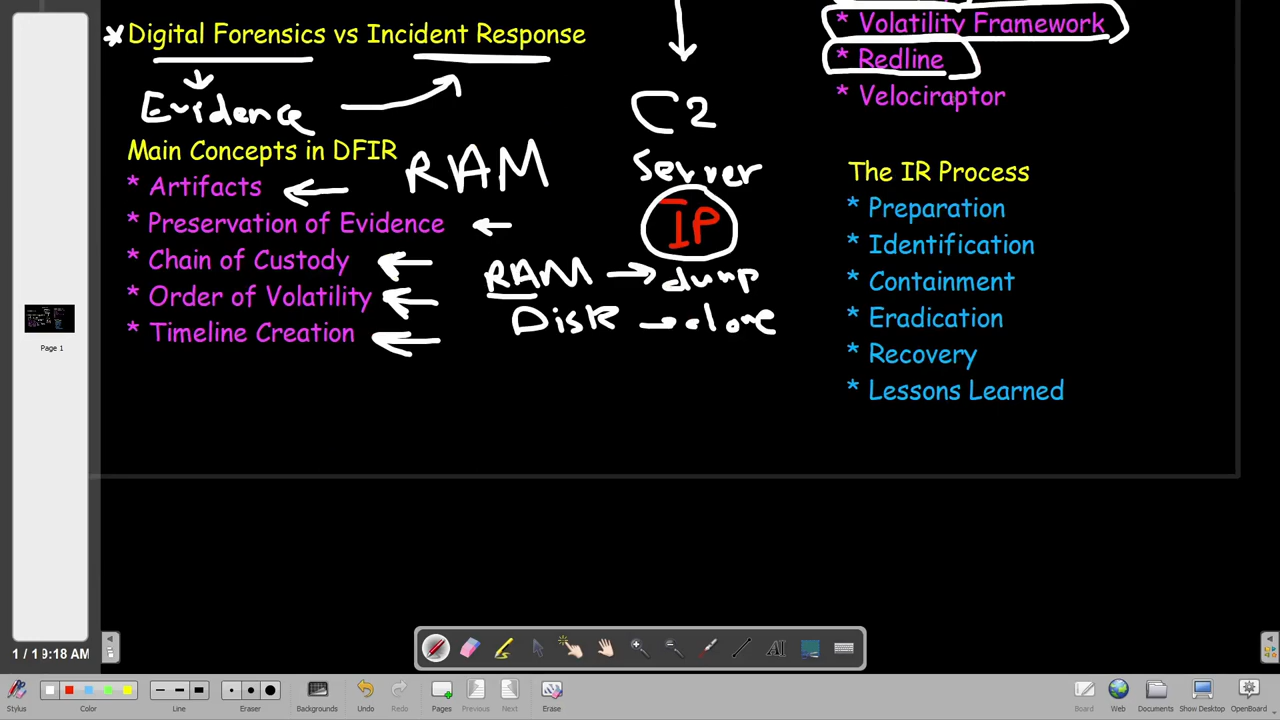 * Digital Forensics vs Incident Response
Evidence
Main Concepts in DFIR
* Artifacts
* Preservation of Evidence
* Chain of Custody
* Order of Volatility
* Timeline Creation
RAM
C2
Server
IP
RAM → dump
Disk → clone
* Volatility Framework
* Redline
* Velociraptor
The IR Process
* Preparation
* Identification
* Containment
* Eradication
* Recovery
* Lessons Learned
Page 1
1 / 1 9:18 AM
AI
Stylus
Color
Line
Eraser
Backgrounds
Undo
Redo
Pages
Previous
Next
Erase
Board
Web
Documents
Show Desktop
OpenBoard